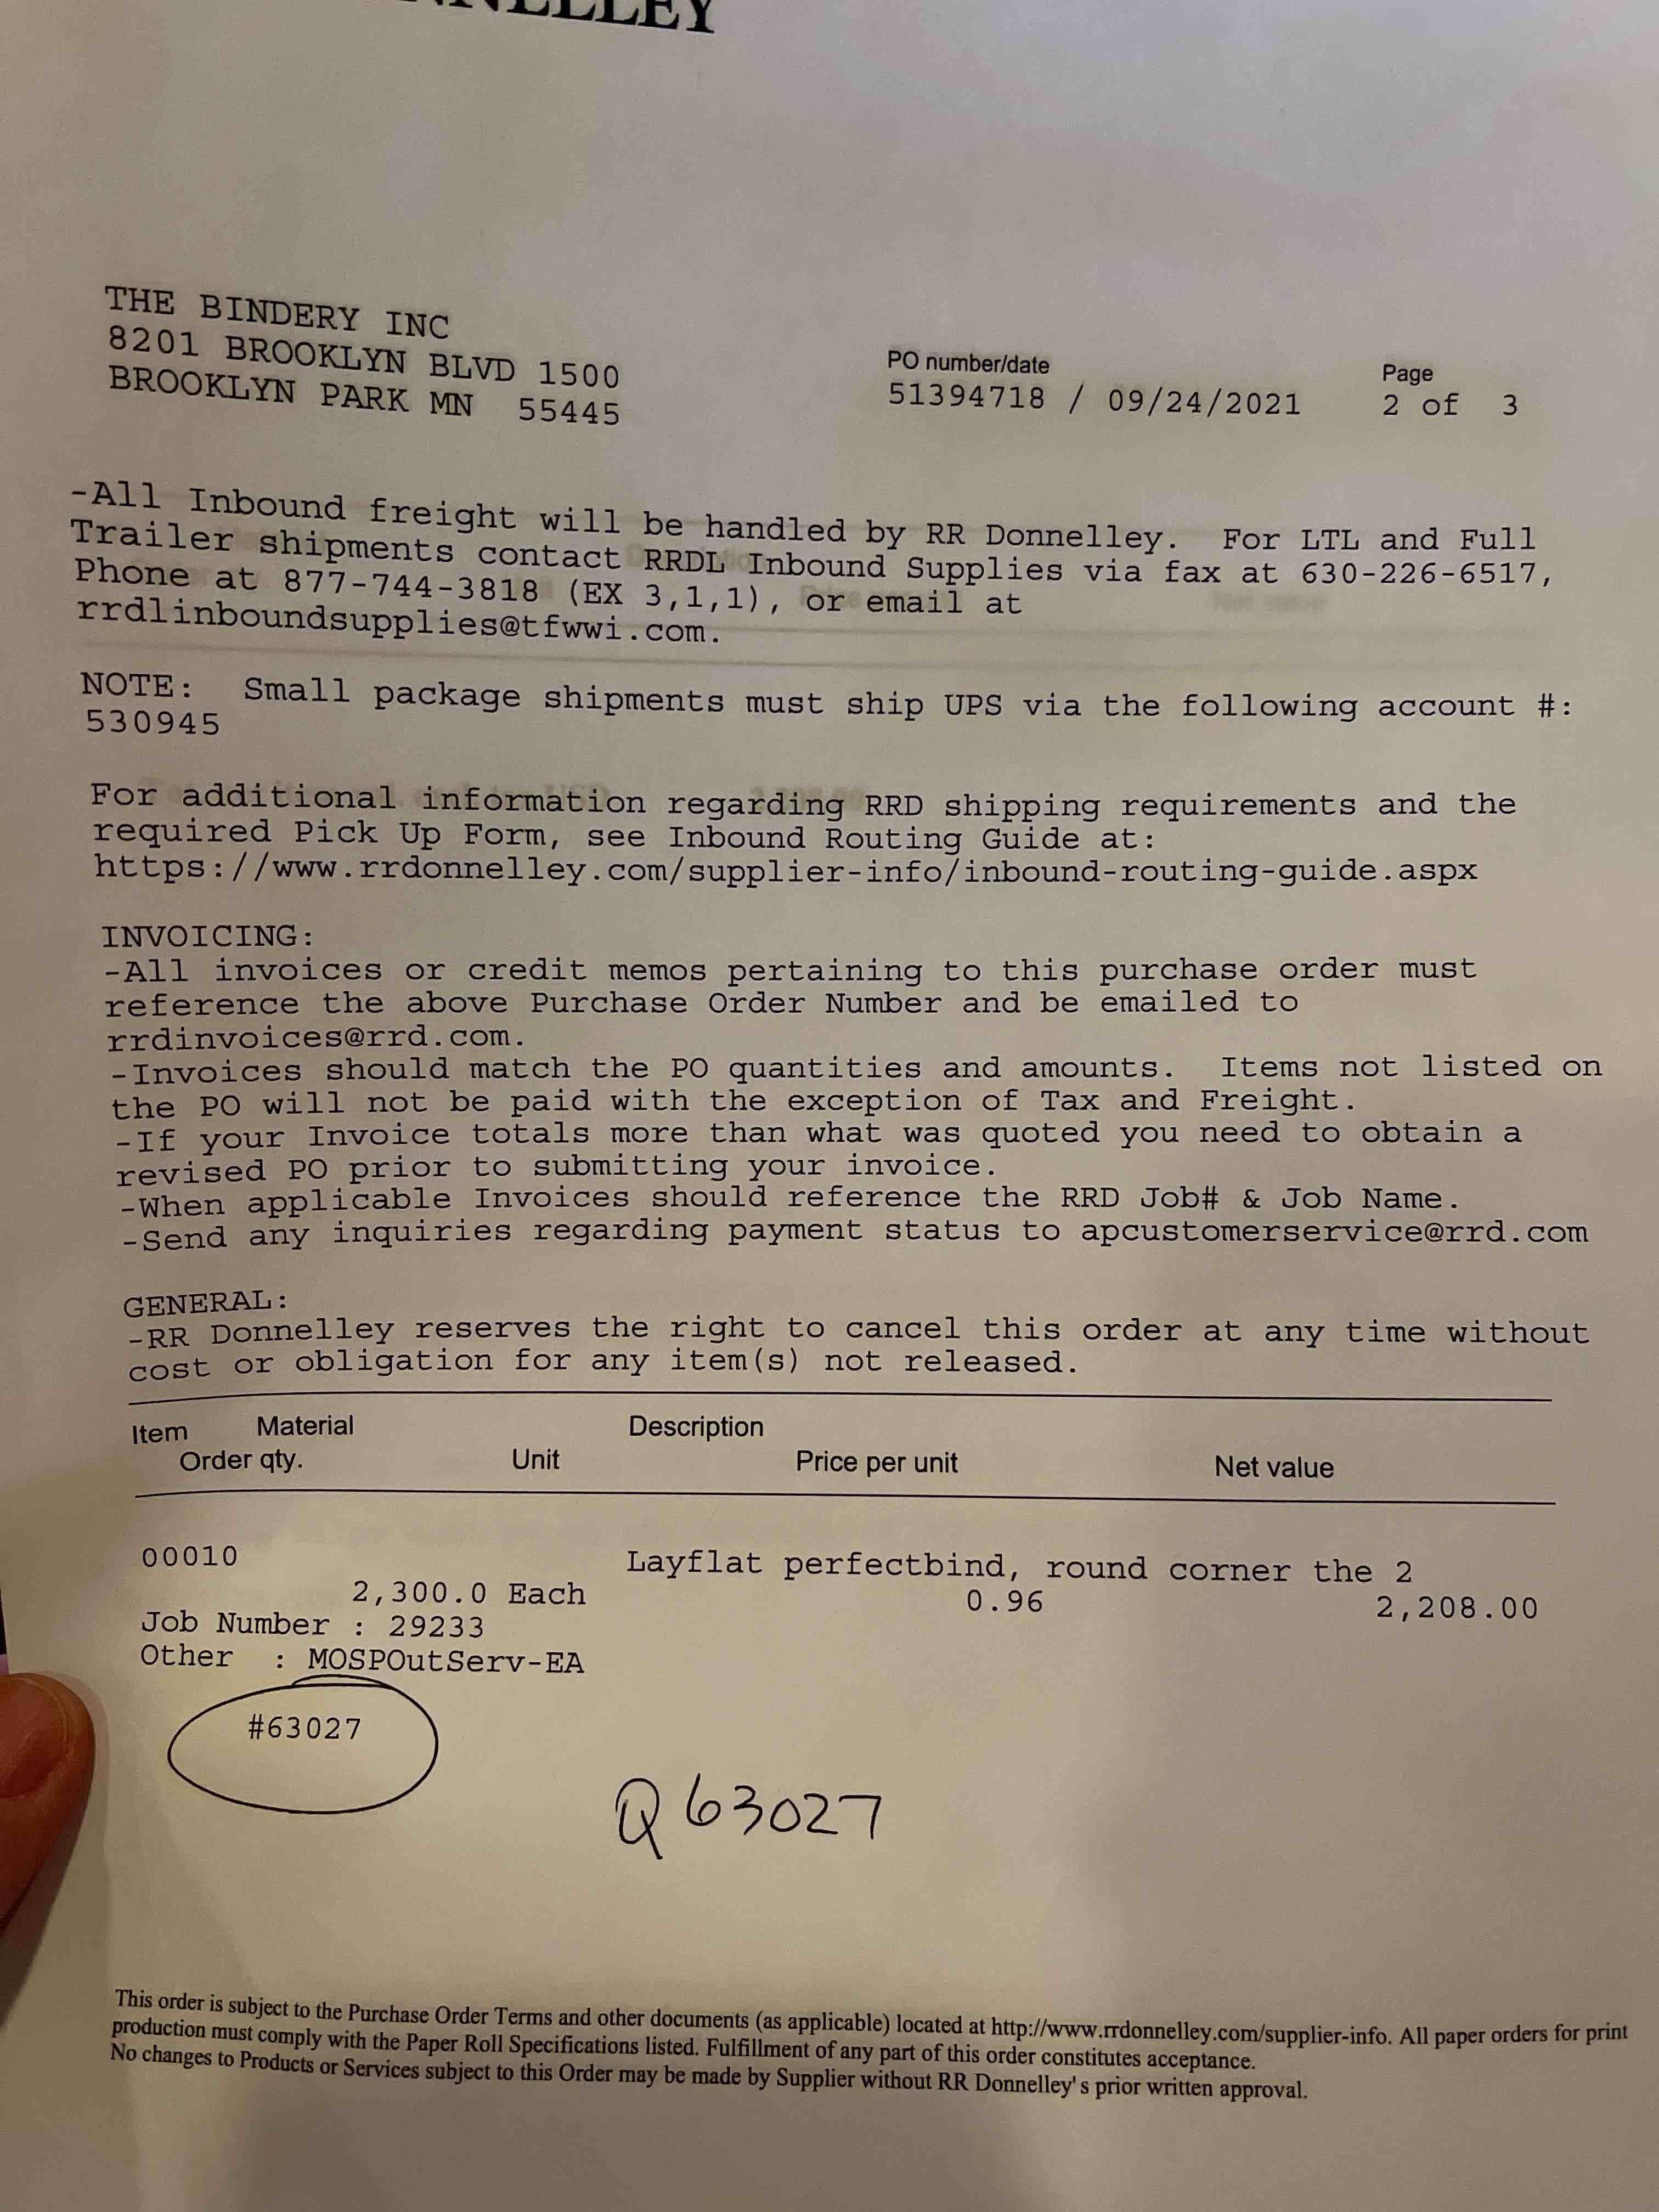 THE BINDERY INC
8201 BROOKLYN BLVD 1500
BROOKLYN PARK MN 55445
PO number/date
51394718 / 09/24/2021
Page
2 of 3
-All Inbound freight will be handled by RR Donnelley. For LTL and Full
Trailer shipments contact RRDL Inbound Supplies via fax at 630-226-6517,
Phone at 877-744-3818 (EX 3,1,1), or email at
rrdlinboundsupplies@tfwwi.com.
NOTE: Small package shipments must ship UPS via the following account #:
530945
For additional information regarding RRD shipping requirements and the
required Pick Up Form, see Inbound Routing Guide at:
https://www.rrdonnelley.com/supplier-info/inbound-routing-guide.aspx
INVOICING:
-All invoices or credit memos pertaining to this purchase order must
reference the above Purchase Order Number and be emailed to
rrdinvoices@rrd.com.
-Invoices should match the PO quantities and amounts. Items not listed on
the PO will not be paid with the exception of Tax and Freight.
-If your Invoice totals more than what was quoted you need to obtain a
revised PO prior to submitting your invoice.
-When applicable Invoices should reference the RRD Job# & Job Name.
-Send any inquiries regarding payment status to apcustomerservice@rrd.com
GENERAL:
-RR Donnelley reserves the right to cancel this order at any time without
cost or obligation for any item(s) not released.
Item Material Description
Order qty. Unit Price per unit Net value
00010 Layflat perfectbind, round corner the 2
2,300.0 Each 0.96 2,208.00
Job Number : 29233
Other : MOSPOutServ-EA
#63027
Q63027
This order is subject to the Purchase Order Terms and other documents (as applicable) located at http://www.rrdonnelley.com/supplier-info. All paper orders for print
production must comply with the Paper Roll Specifications listed. Fulfillment of any part of this order constitutes acceptance.
No changes to Products or Services subject to this Order may be made by Supplier without RR Donnelley's prior written approval.